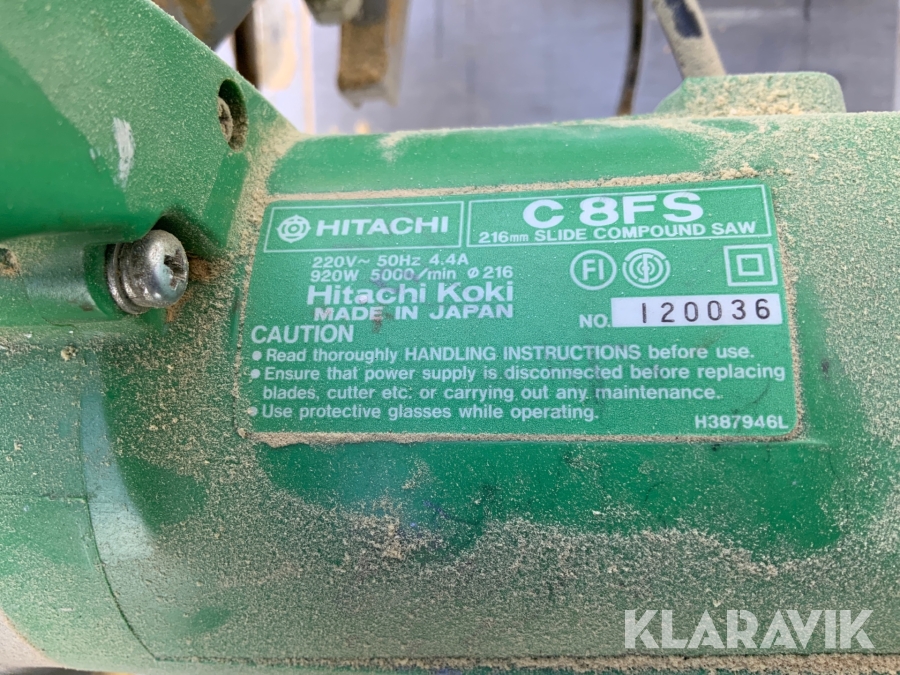 HITACHI
C 8FS
216mm SLIDE COMPOUND SAW
220V~ 50Hz 4.4A
920W 5000/min ø216
Hitachi Koki
MADE IN JAPAN
FI
NO. 120036
CAUTION
• Read thoroughly HANDLING INSTRUCTIONS before use.
• Ensure that power supply is disconnected before replacing
blades, cutter etc. or carrying out any maintenance.
• Use protective glasses while operating.
H387946L
KLARAVIK